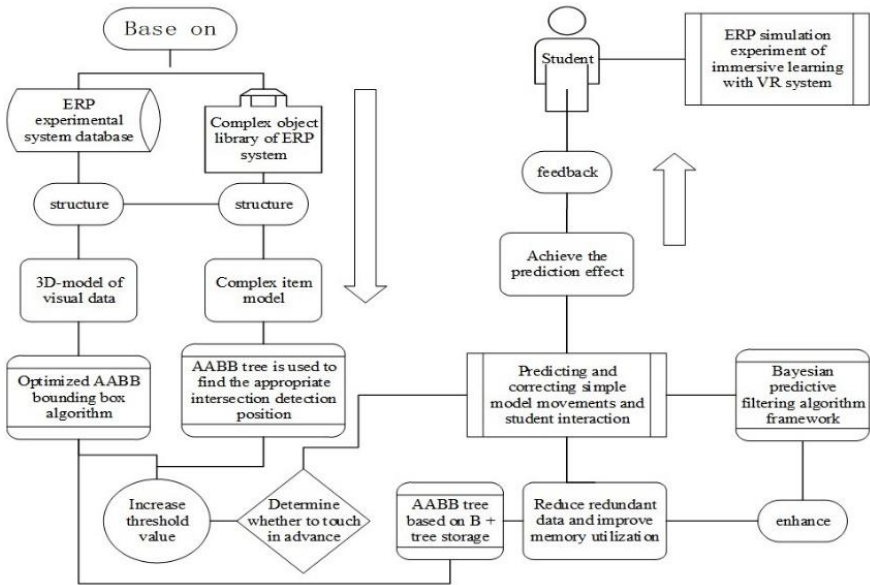 Base on
ERP
experimental
system database
Complex object
library of ERP
system
structure
structure
3D-model of
visual data
Complex item
model
Optimized AABB
bounding box
algorithm
AABB tree is used to
find the appropriate
intersection detection
position
Increase
threshold
value
Determine
whether to touch
in advance
Student
ERP simulation
experiment of
immersive learning
with VR system
feedback
Achieve the
prediction effect
Predicting and
correcting simple
model movements and
student interaction
Bayesian
predictive
filtering algorithm
framework
AABB tree
based on B +
tree storage
Reduce redundant
data and improve
memory utilization
enhance